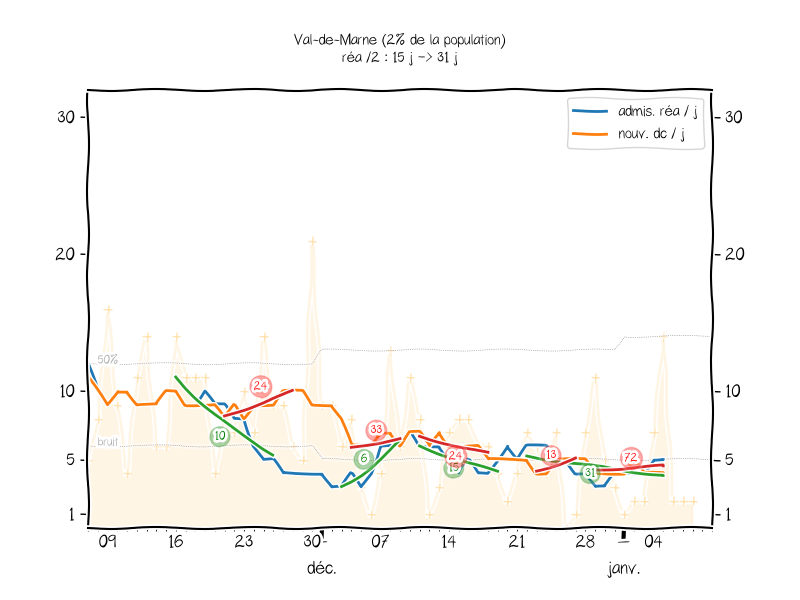 Val-de-Marne (2% de la population)
réa /2 : 15 j -> 31 j
admis. réa / j
nouv. dc / j
30 30
20 20
50%
24
10 10
10
33
bruit
6
24
15
13
31
72
5 5
1 1
09 16 23 30 07 14 21 28 04
déc. janv.